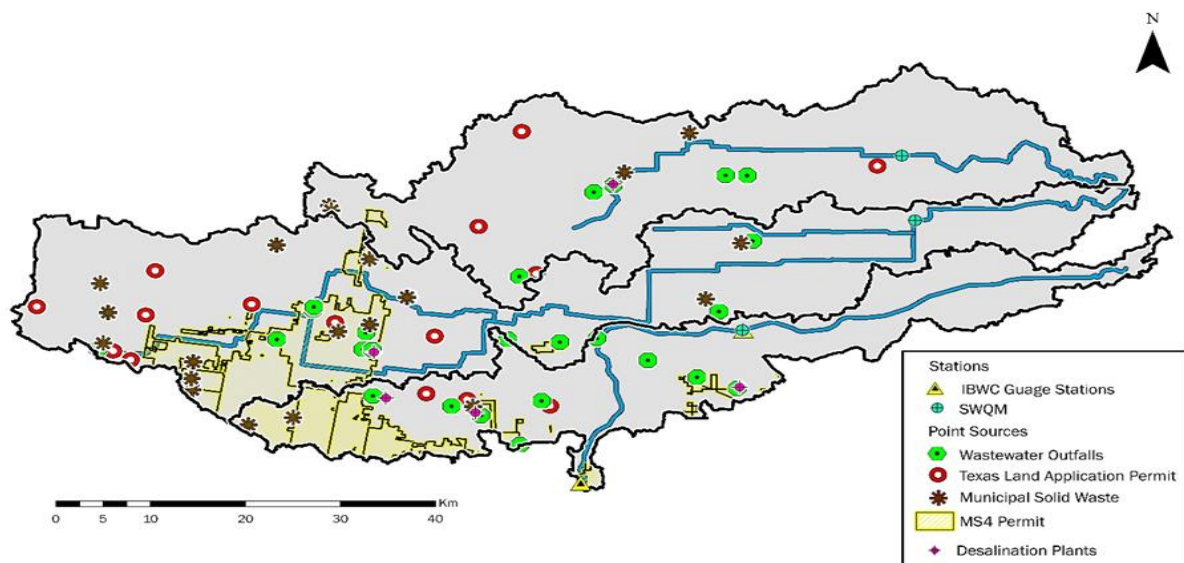 N
Km
0 5 10 20 30 40
Stations
IBWC Guage Stations
SWQM
Point Sources
Wastewater Outfalls
Texas Land Application Permit
Municipal Solid Waste
MS4 Permit
Desalination Plants